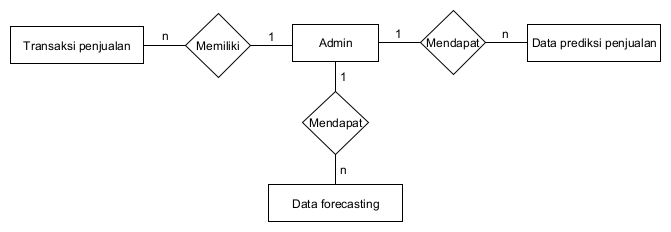 Transaksi penjualan
n
Memiliki
1
Admin
1
Mendapat
n
Data prediksi penjualan
1
Mendapat
n
Data forecasting